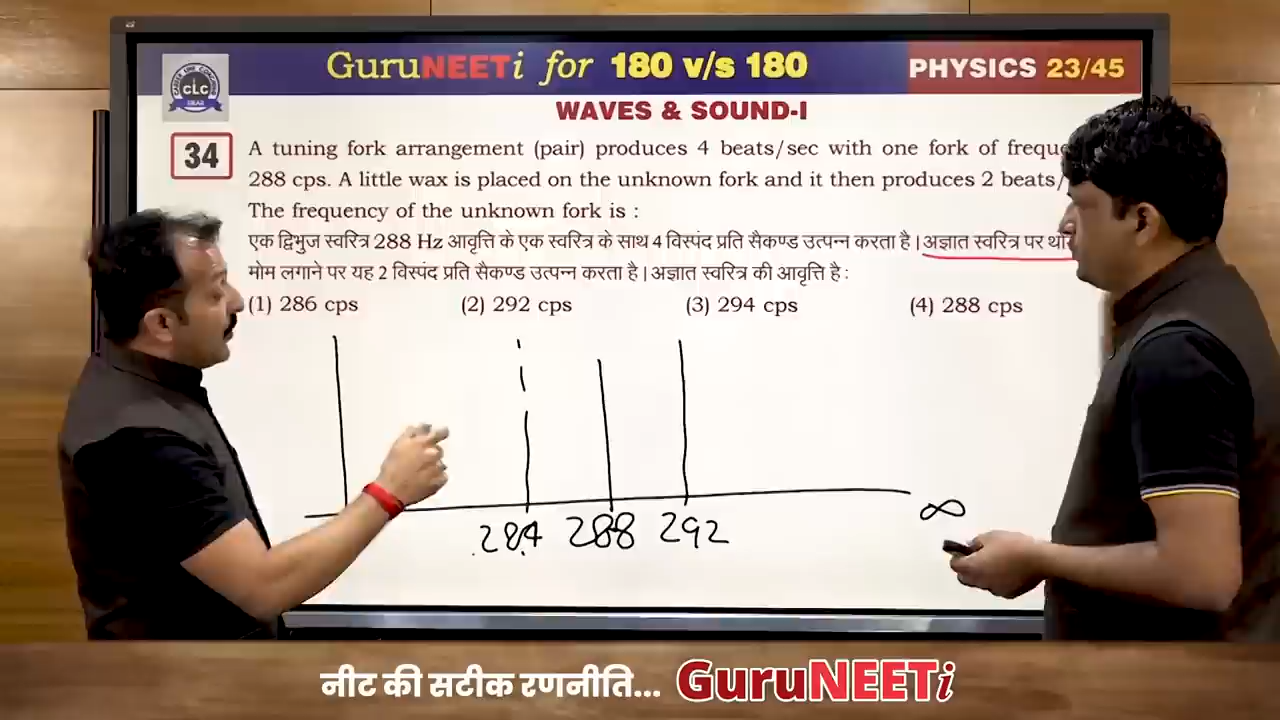 GuruNEETi for 180 v/s 180
PHYSICS 23/45
CLC
WAVES & SOUND-I
34
A tuning fork arrangement (pair) produces 4 beats/sec with one fork of
288 cps. A little wax is placed on the unknown fork and it then produces 2 beats/
The frequency of the unknown fork is :
एक द्विभुज स्वरित्र 288 Hz आवृत्ति के एक स्वरित्र के साथ 4 विस्पंद प्रति सैकण्ड उत्पन्न करता है। अज्ञात स्वरित्र पर
मोम लगाने पर यह 2 विस्पंद प्रति सैकण्ड उत्पन्न करता है। अज्ञात स्वरित्र की आवृत्ति है :
(1) 286 cps (2) 292 cps (3) 294 cps (4) 288 cps
284 288 292 ∞
नीट की सटीक रणनीति... GuruNEETi